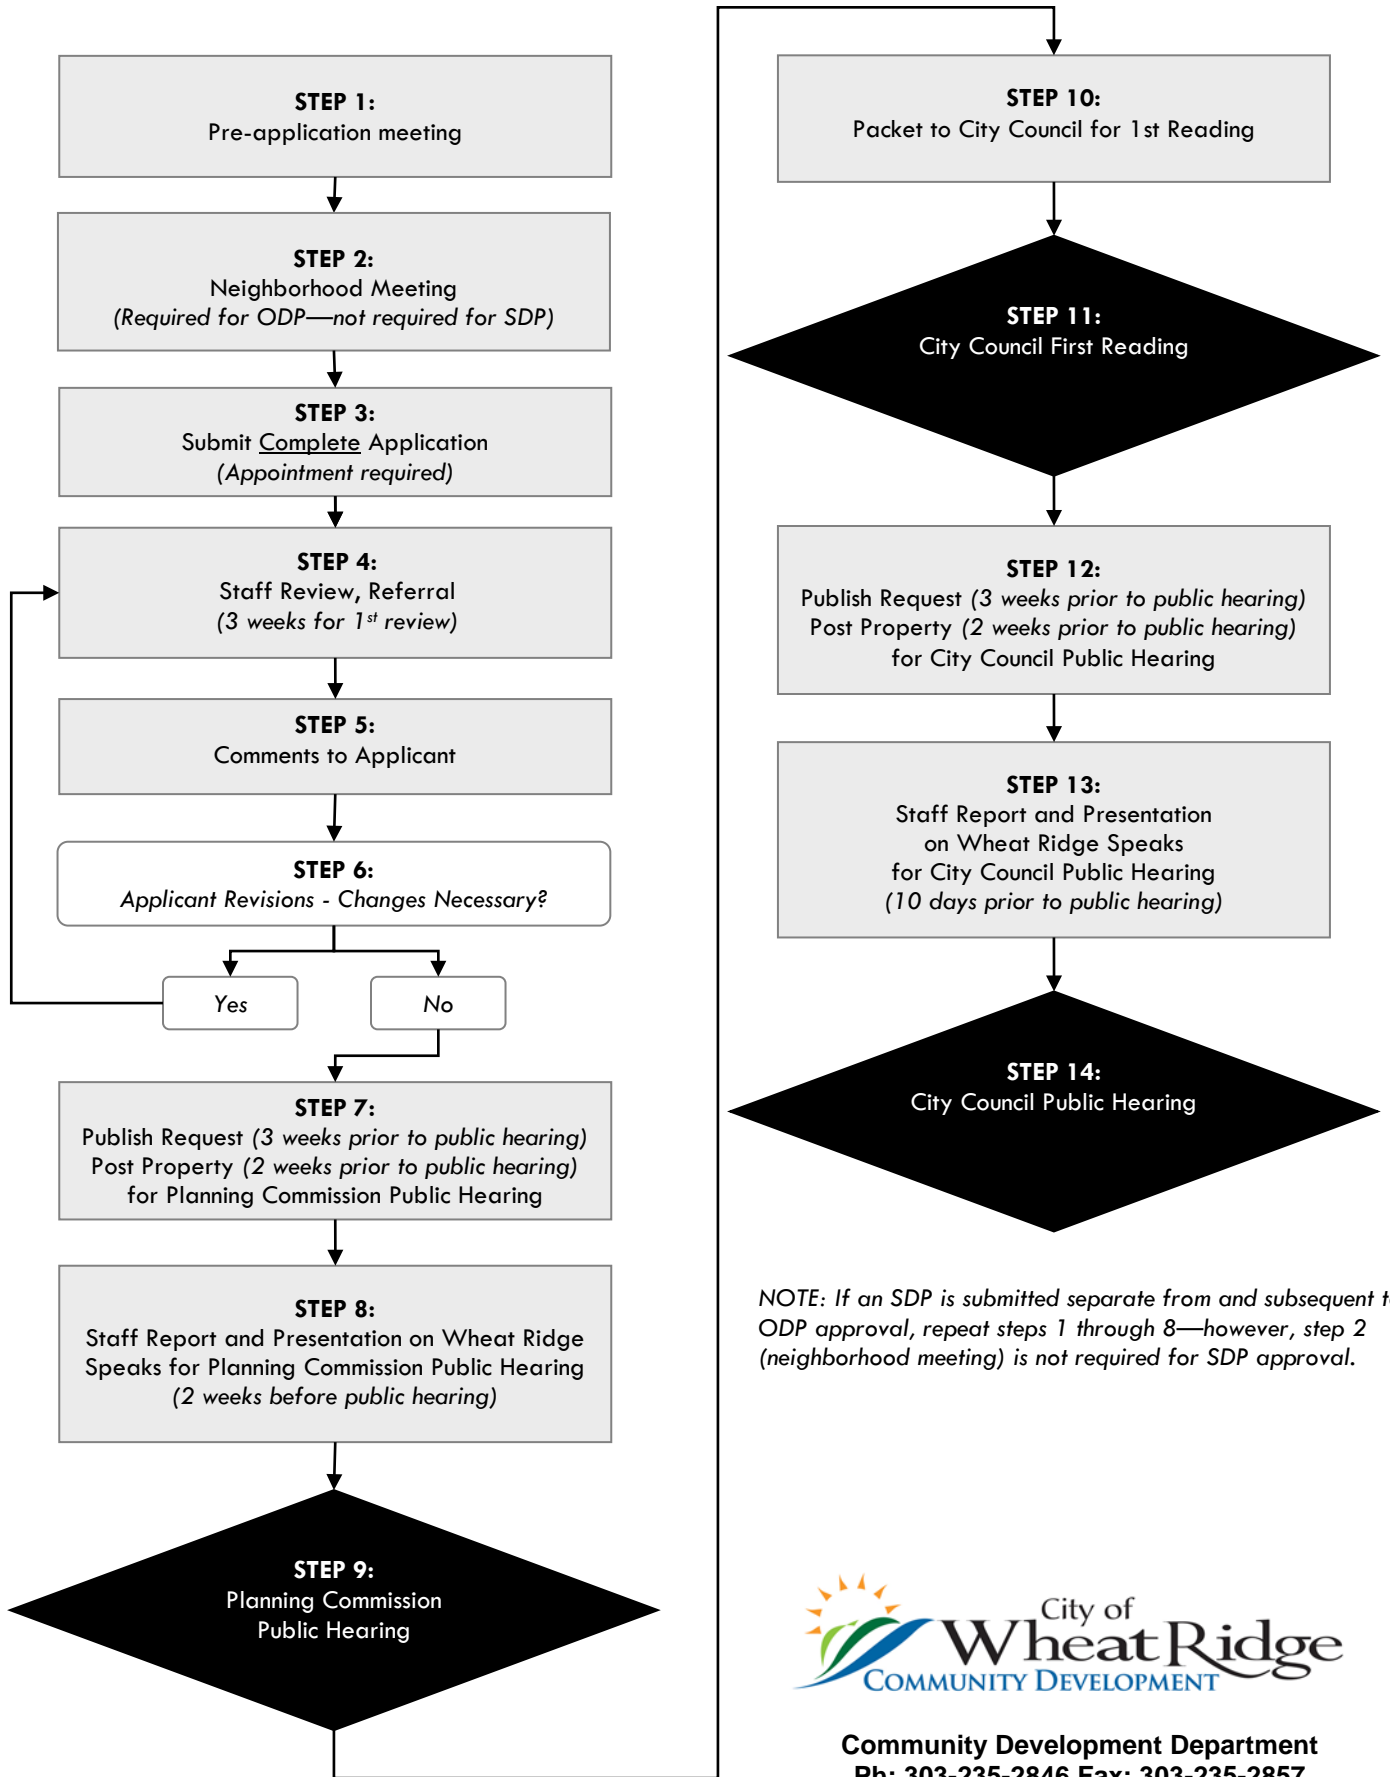 STEP 1:
Pre-application meeting
STEP 2:
Neighborhood Meeting
(Required for ODP—not required for SDP)
STEP 3:
Submit Complete Application
(Appointment required)
STEP 4:
Staff Review, Referral
(3 weeks for 1st review)
STEP 5:
Comments to Applicant
STEP 6:
Applicant Revisions - Changes Necessary?
Yes
No
STEP 7:
Publish Request (3 weeks prior to public hearing)
Post Property (2 weeks prior to public hearing)
for Planning Commission Public Hearing
STEP 8:
Staff Report and Presentation on Wheat Ridge
Speaks for Planning Commission Public Hearing
(2 weeks before public hearing)
STEP 9:
Planning Commission
Public Hearing
STEP 10:
Packet to City Council for 1st Reading
STEP 11:
City Council First Reading
STEP 12:
Publish Request (3 weeks prior to public hearing)
Post Property (2 weeks prior to public hearing)
for City Council Public Hearing
STEP 13:
Staff Report and Presentation
on Wheat Ridge Speaks
for City Council Public Hearing
(10 days prior to public hearing)
STEP 14:
City Council Public Hearing
NOTE: If an SDP is submitted separate from and subsequent
ODP approval, repeat steps 1 through 8—however, step 2
(neighborhood meeting) is not required for SDP approval.
City of
Wheat Ridge
COMMUNITY DEVELOPMENT
Community Development Department
Ph: 303-235-2846 Fax: 303-235-2857